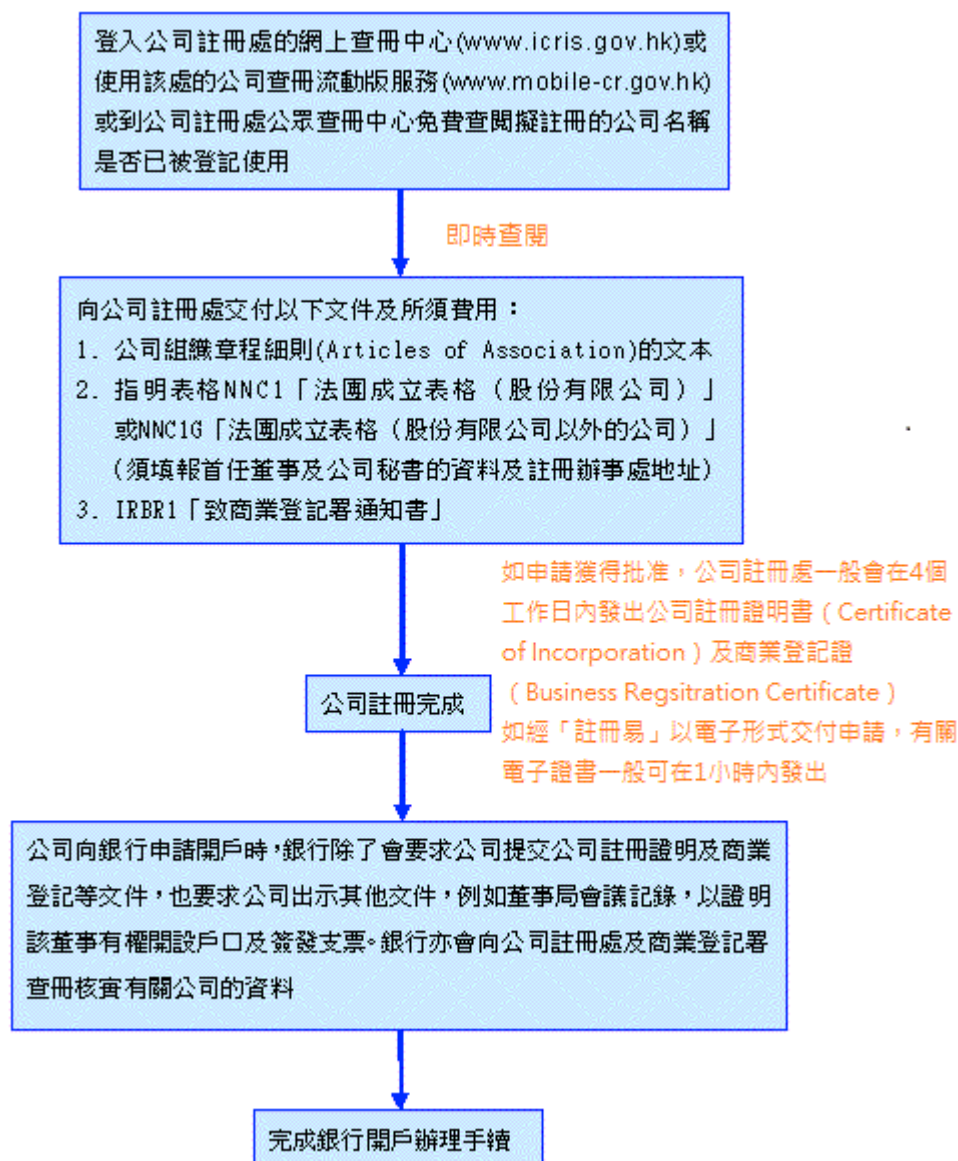 登入公司註冊處的網上查冊中心(www.icris.gov.hk)或
使用該處的公司查冊流動版服務(www.mobile-cr.gov.hk)
或到公司註冊處公眾查冊中心免費查閱擬註冊的公司名稱
是否已被登記使用
即時查閱
向公司註冊處交付以下文件及所須費用：
1. 公司組織章程細則(Articles of Association)的文本
2. 指明表格NNC1「法團成立表格（股份有限公司）」
或NNC1G「法團成立表格（股份有限公司以外的公司）」
(須填報首任董事及公司秘書的資料及註冊辦事處地址)
3. IRBR1「致商業登記署通知書」
如申請獲得批准，公司註冊處一般會在4個
工作日內發出公司註冊證明書（Certificate
of Incorporation）及商業登記證
（Business Regsitration Certificate）
如經「註冊易」以電子形式交付申請，有關
電子證書一般可在1小時內發出
公司註冊完成
公司向銀行申請開戶時，銀行除了會要求公司提交公司註冊證明及商業
登記等文件，也要求公司出示其他文件，例如董事局會議記錄，以證明
該董事有權開設戶口及簽發支票。銀行亦會向公司註冊處及商業登記署
查冊核實有關公司的資料
完成銀行開戶辦理手續